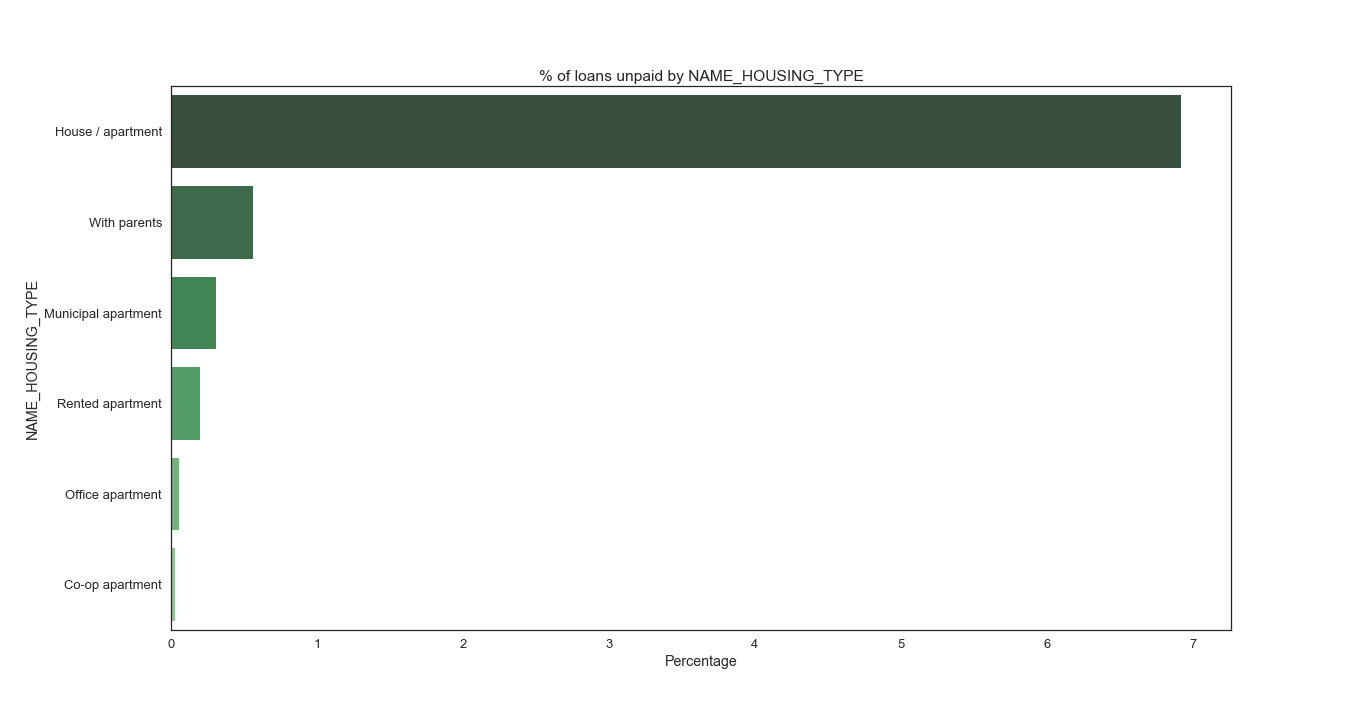 % of loans unpaid by NAME_HOUSING_TYPE
NAME_HOUSING_TYPE
House / apartment
With parents
Municipal apartment
Rented apartment
Office apartment
Co-op apartment
0 1 2 3 4 5 6 7
Percentage